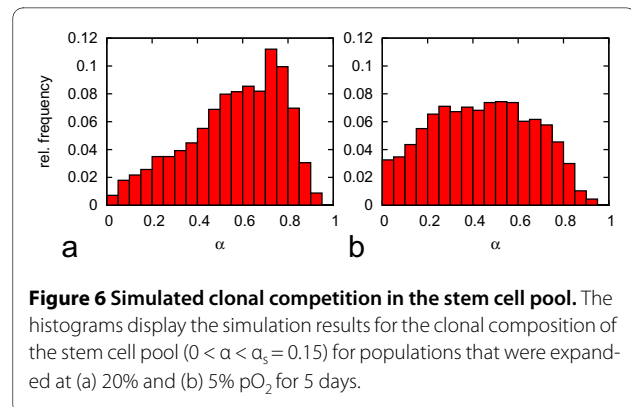 0.12 0.12
0.1 0.1
0.08 0.08
rel. frequency
0.06 0.06
0.04 0.04
0.02 0.02
0 0
0 0.2 0.4 0.6 0.8 1 0 0.2 0.4 0.6 0.8 1
a α b α
Figure 6 Simulated clonal competition in the stem cell pool. The
histograms display the simulation results for the clonal composition of
the stem cell pool (0 < α < αₛ = 0.15) for populations that were expand-
ed at (a) 20% and (b) 5% pO₂ for 5 days.